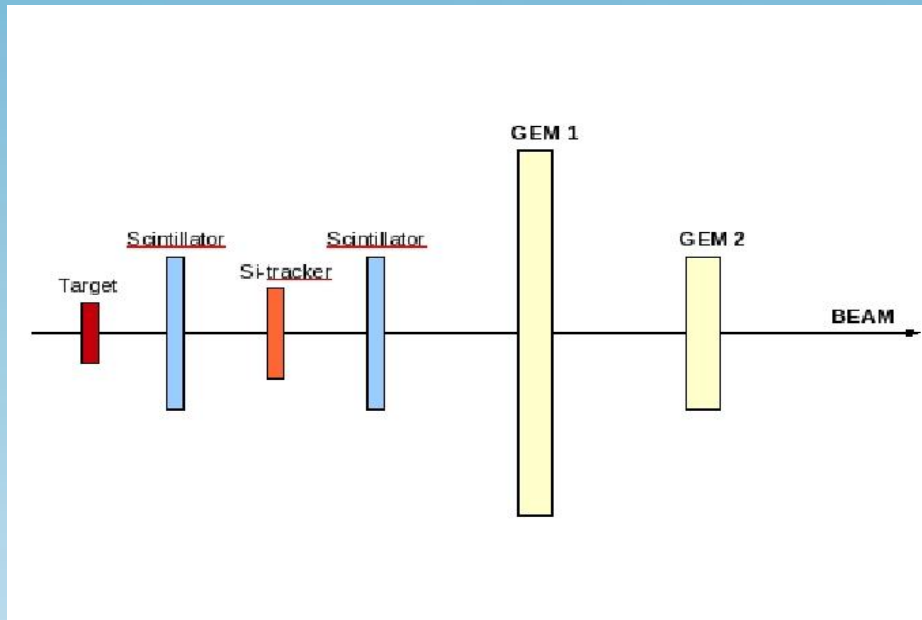 GEM 1
Scintillator
Scintillator
GEM 2
Si-tracker
Target
BEAM